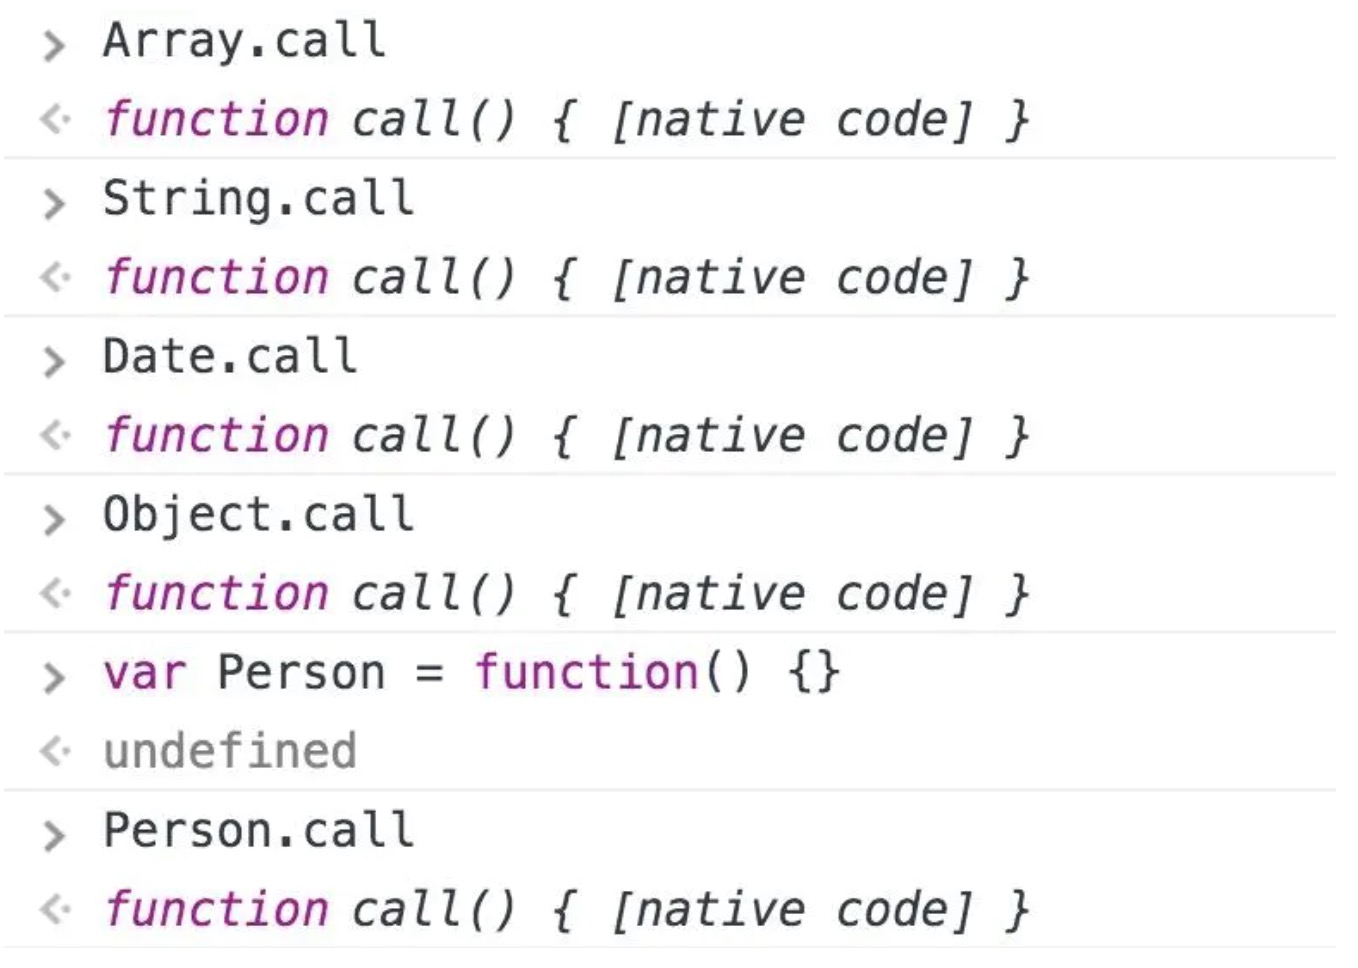 > Array.call
<· function call() { [native code] }
> String.call
<· function call() { [native code] }
> Date.call
<· function call() { [native code] }
> Object.call
<· function call() { [native code] }
> var Person = function() {}
<· undefined
> Person.call
<· function call() { [native code] }